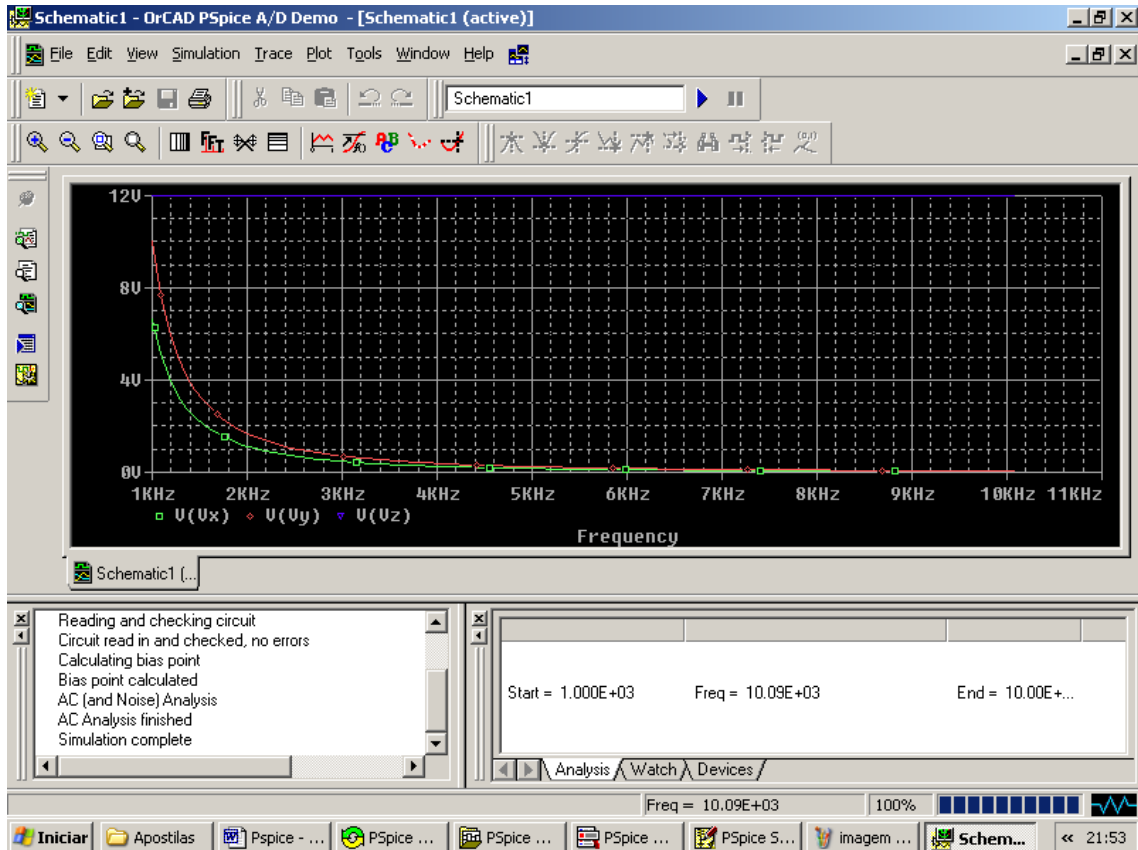 Schematic1 - OrCAD PSpice A/D Demo - [Schematic1 (active)]
File Edit View Simulation Trace Plot Tools Window Help
Schematic1
FFT
ABC
12V
8V
4V
0V
1KHz 2KHz 3KHz 4KHz 5KHz 6KHz 7KHz 8KHz 9KHz 10KHz 11KHz
V(Vx) V(Vy) V(Vz)
Frequency
Schematic1 (...
Reading and checking circuit
Circuit read in and checked, no errors
Calculating bias point
Bias point calculated
AC (and Noise) Analysis
AC Analysis finished
Simulation complete
Start = 1.000E+03 Freq = 10.09E+03 End = 10.00E+...
Analysis Watch Devices
Freq = 10.09E+03 100%
Iniciar Apostilas Pspice - ... PSpice ... PSpice ... PSpice ... PSpice S... imagem ... Schem... « 21:53